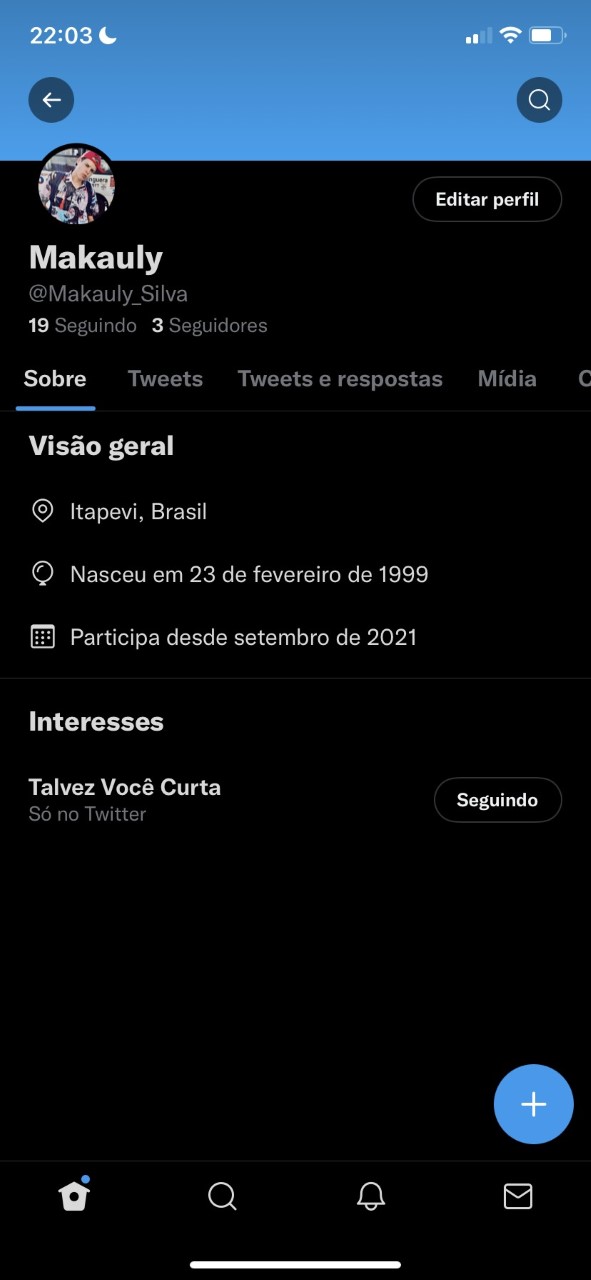 22:03
Editar perfil
Makauly
@Makauly_Silva
19 Seguindo 3 Seguidores
Sobre Tweets Tweets e respostas Mídia
Visão geral
Itapevi, Brasil
Nasceu em 23 de fevereiro de 1999
Participa desde setembro de 2021
Interesses
Talvez Você Curta
Só no Twitter
Seguindo